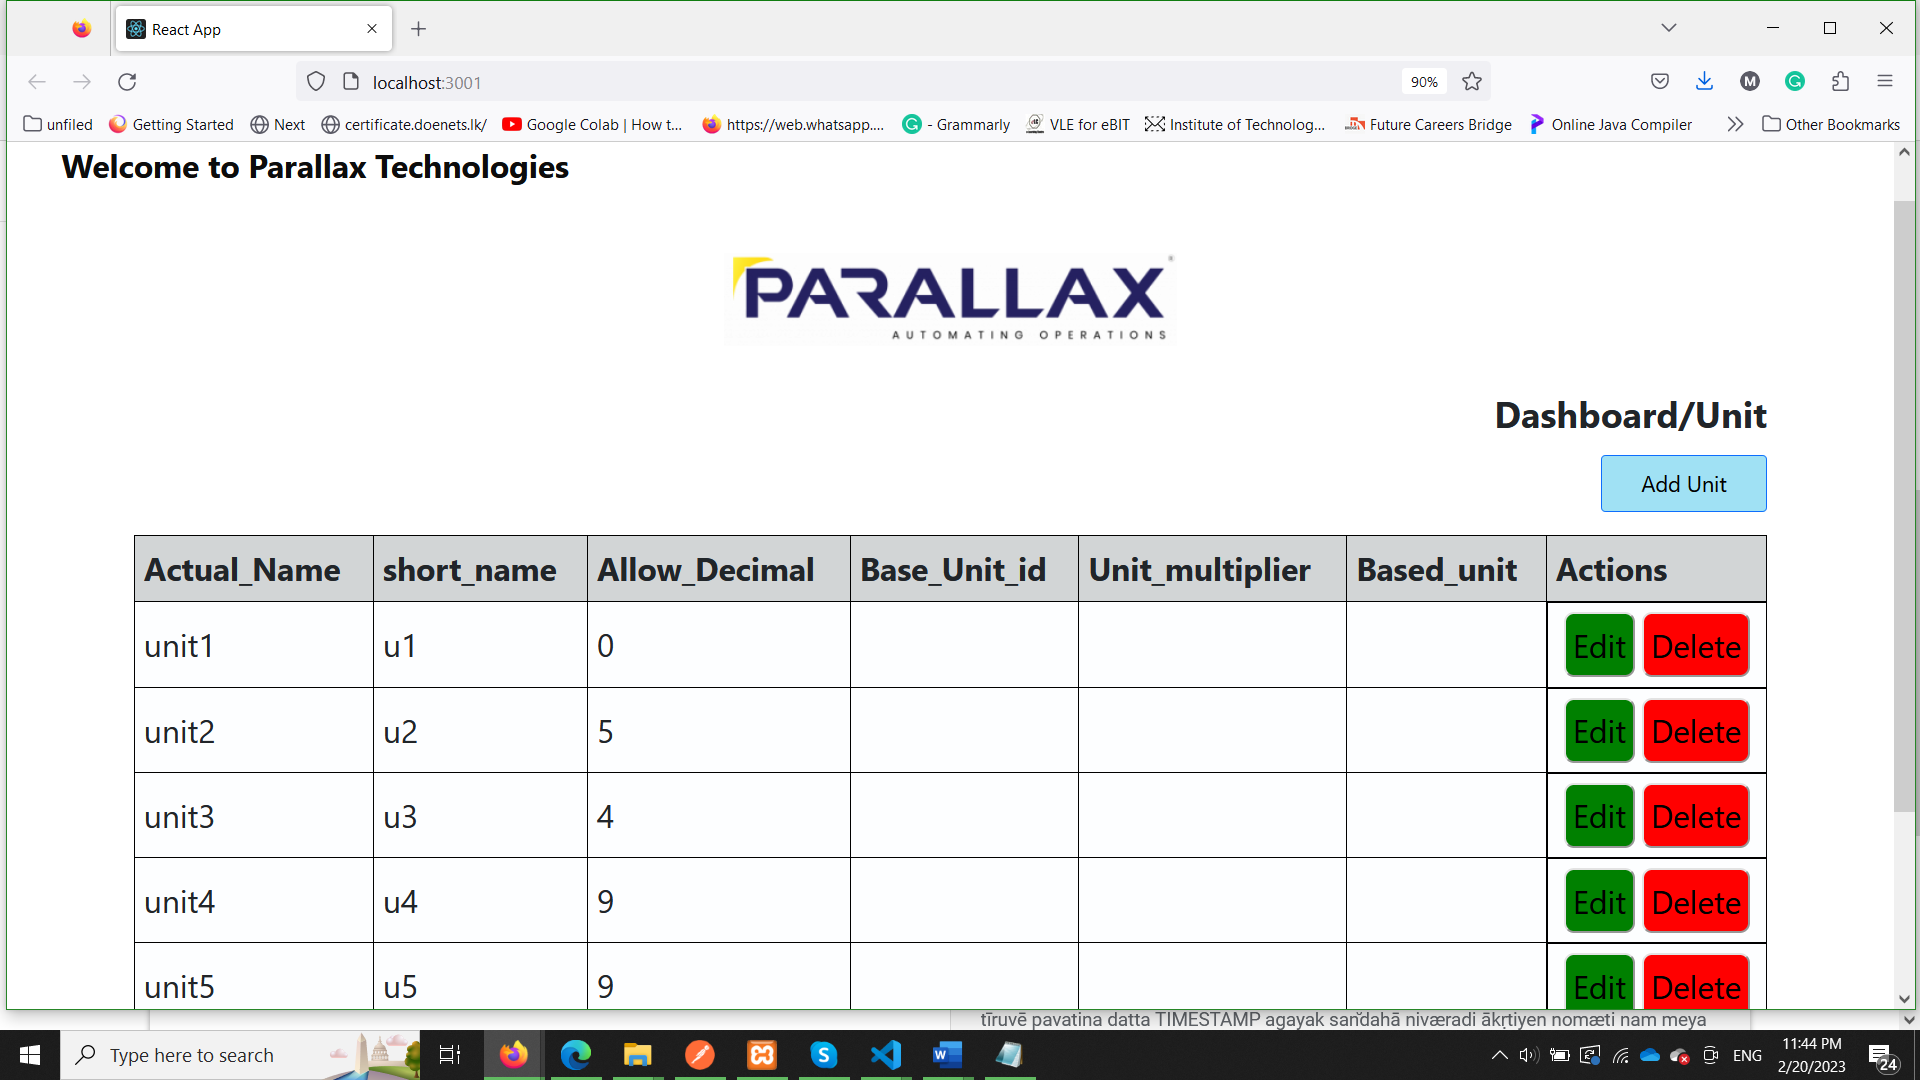 React App
localhost:3001
90%
unfiled
Getting Started
Next
certificate.doenets.lk/
Google Colab | How t...
https://web.whatsapp....
- Grammarly
VLE for eBIT
Institute of Technolog...
Future Careers Bridge
Online Java Compiler
Other Bookmarks
Welcome to Parallax Technologies
PARALLAX
AUTOMATING OPERATIONS
Dashboard/Unit
Add Unit
Actual_Name short_name Allow_Decimal Base_Unit_id Unit_multiplier Based_unit Actions
unit1 u1 0 Edit Delete
unit2 u2 5 Edit Delete
unit3 u3 4 Edit Delete
unit4 u4 9 Edit Delete
unit5 u5 9 Edit Delete
tīruvē pavatina datta TIMESTAMP agayak san̆dahā niværadi ākr̥tiyen nomæti nam meya
Type here to search
ENG
11:44 PM
2/20/2023
24